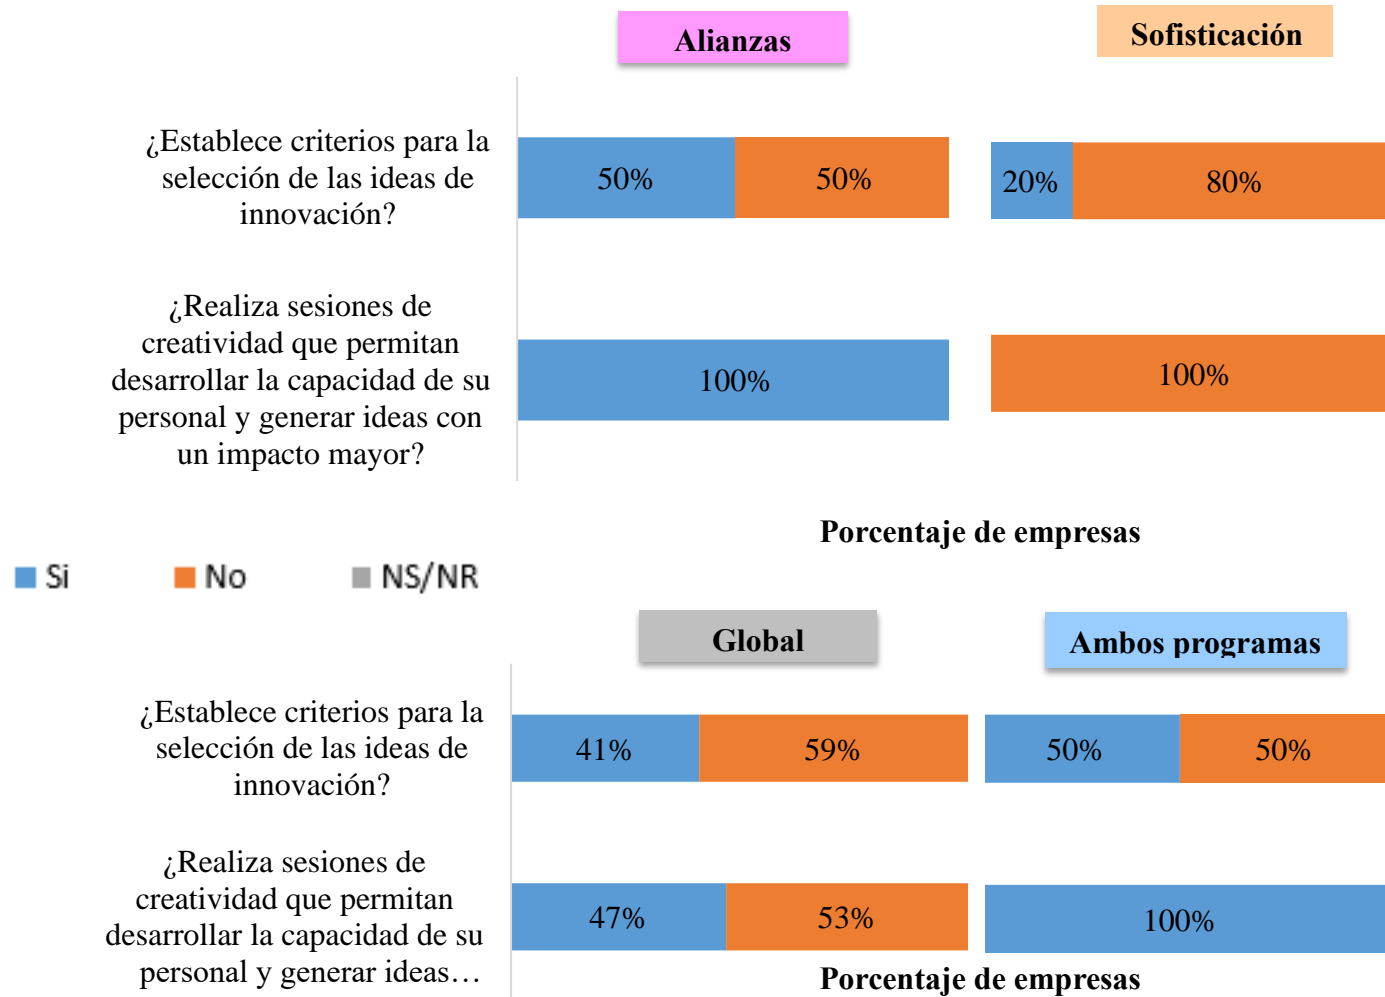 Alianzas
Sofisticación
¿Establece criterios para la
selección de las ideas de
innovación?
50%
50%
20%
80%
¿Realiza sesiones de
creatividad que permitan
desarrollar la capacidad de su
personal y generar ideas con
un impacto mayor?
100%
100%
Porcentaje de empresas
Si
No
NS/NR
Global
Ambos programas
¿Establece criterios para la
selección de las ideas de
innovación?
41%
59%
50%
50%
¿Realiza sesiones de
creatividad que permitan
desarrollar la capacidad de su
personal y generar ideas…
47%
53%
100%
Porcentaje de empresas